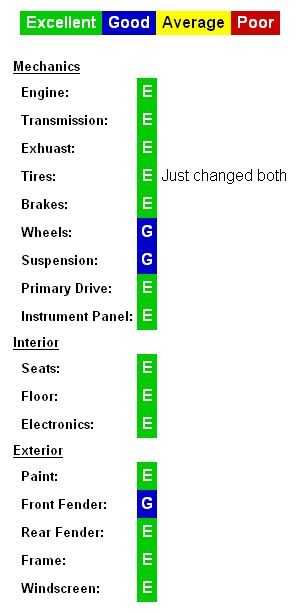 Excellent Good Average Poor
Mechanics
Engine: E
Transmission: E
Exhuast: E
Tires: E Just changed both
Brakes: E
Wheels: G
Suspension: G
Primary Drive: E
Instrument Panel: E
Interior
Seats: E
Floor: E
Electronics: E
Exterior
Paint: E
Front Fender: G
Rear Fender: E
Frame: E
Windscreen: E